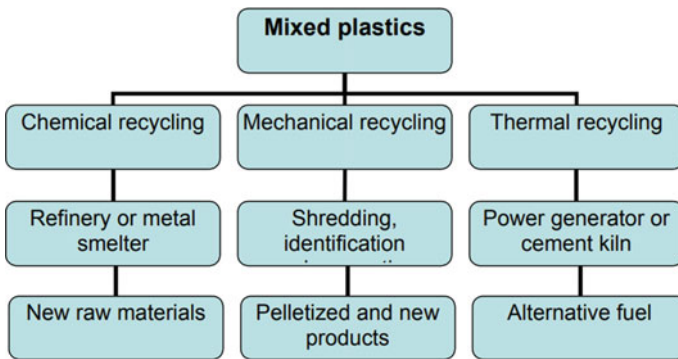 Mixed plastics
Chemical recycling
Mechanical recycling
Thermal recycling
Refinery or metal
smelter
Shredding,
identification
Power generator or
cement kiln
New raw materials
Pelletized and new
products
Alternative fuel